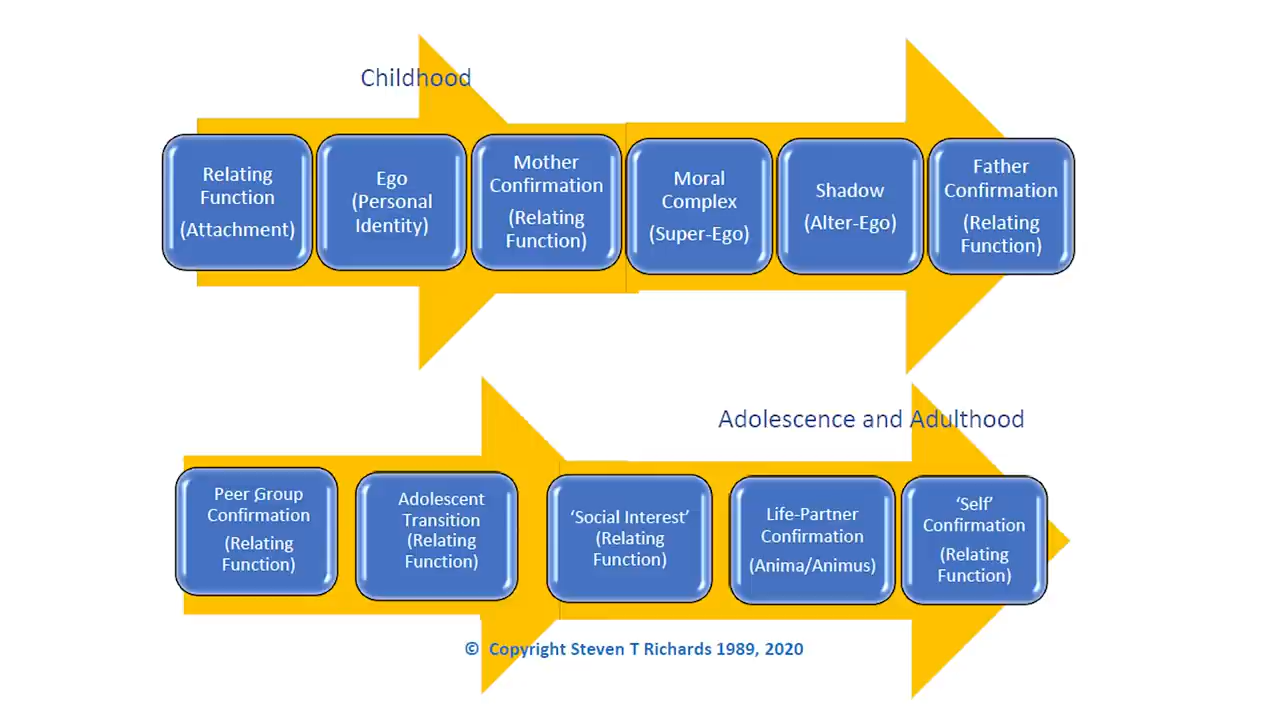 Childhood
Relating
Function
(Attachment)
Ego
(Personal
Identity)
Mother
Confirmation
(Relating
Function)
Moral
Complex
(Super-Ego)
Shadow
(Alter-Ego)
Father
Confirmation
(Relating
Function)
Adolescence and Adulthood
Peer Group
Confirmation
(Relating
Function)
Adolescent
Transition
(Relating
Function)
‘Social Interest’
(Relating
Function)
Life-Partner
Confirmation
(Anima/Animus)
‘Self’
Confirmation
(Relating
Function)
© Copyright Steven T Richards 1989, 2020